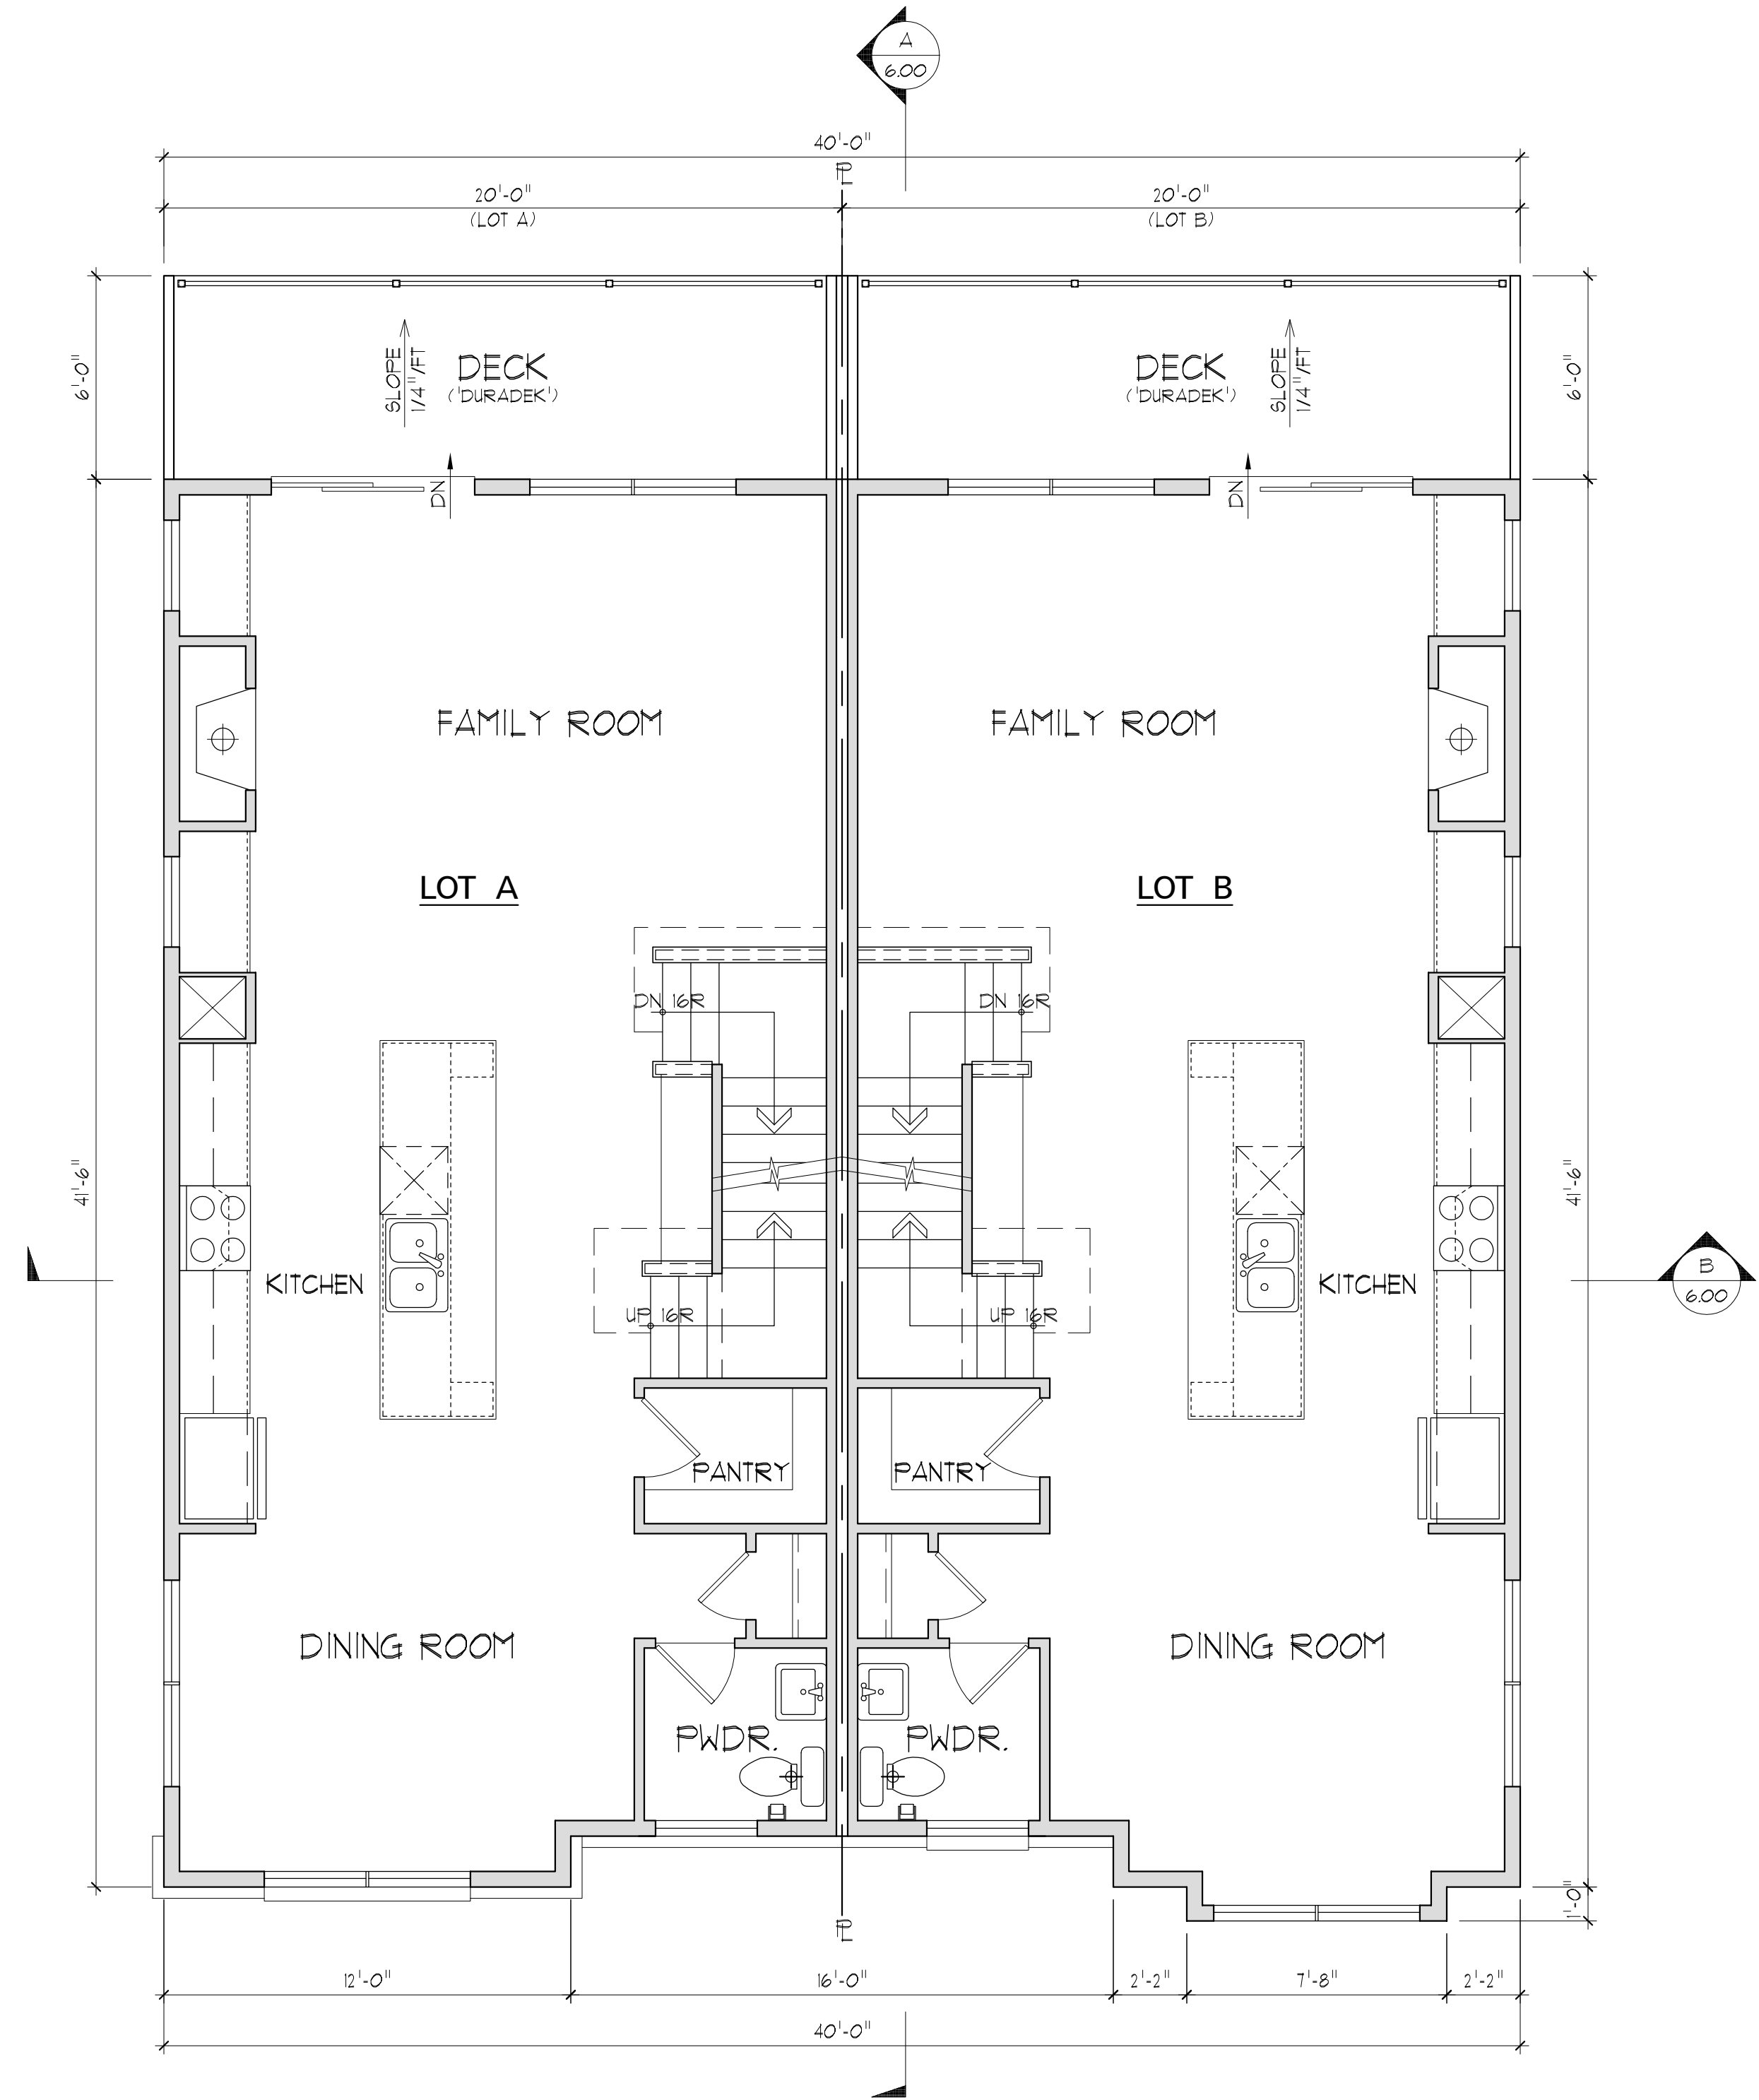 A
6.00
40'-0"
PL
20'-0"
20'-0"
(LOT A)
(LOT B)
6'-0"
SLOPE
1/4"/FT
DECK
('DURADEK')
DECK
('DURADEK')
SLOPE
1/4"/FT
6'-0"
DN
DN
FAMILY ROOM
FAMILY ROOM
LOT A
LOT B
DN 16R
DN 16R
41'-6"
41'-6"
KITCHEN
KITCHEN
B
6.00
UP 16R
UP 16R
PANTRY
PANTRY
DINING ROOM
DINING ROOM
PWDR.
PWDR.
1'-0"
PL
12'-0"
16'-0"
2'-2"
7'-8"
2'-2"
40'-0"